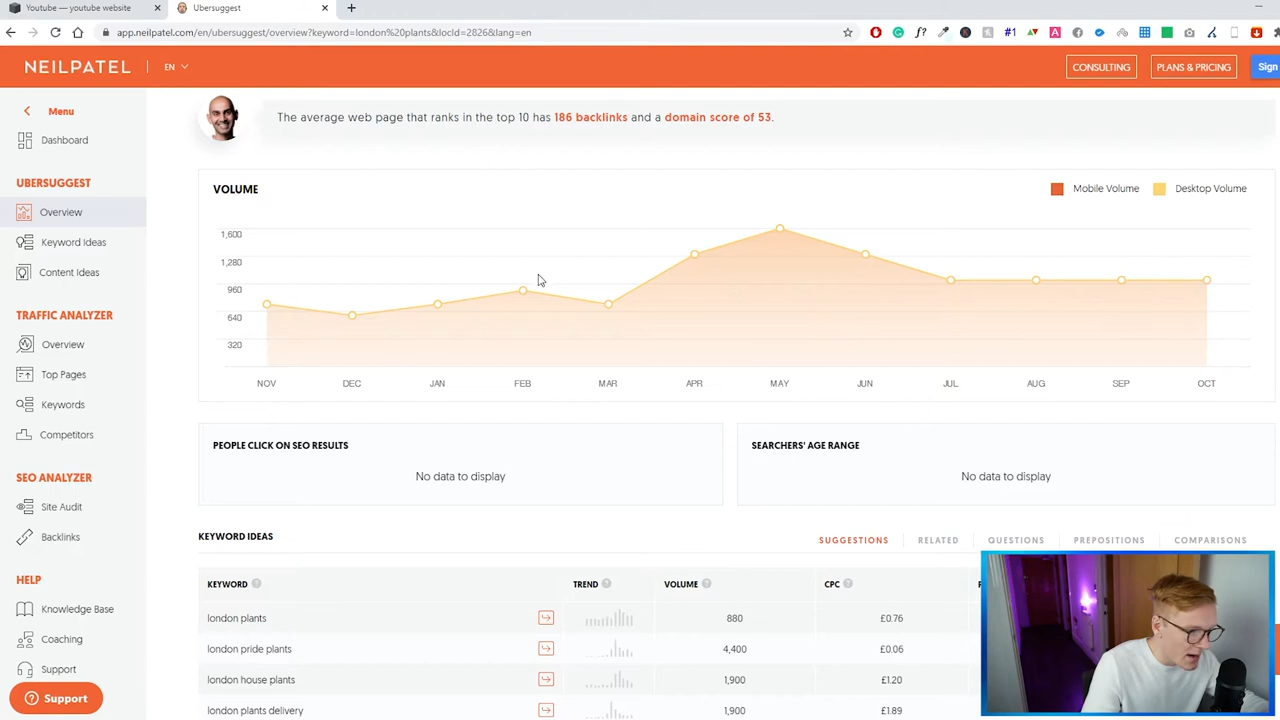 Youtube — youtube website
Ubersuggest
app.neilpatel.com/en/ubersuggest/overview?keyword=london%20plants&locId=2826&lang=en
NEILPATEL
EN
CONSULTING
PLANS & PRICING
Sign
Menu
Dashboard
UBERSUGGEST
Overview
Keyword Ideas
Content Ideas
TRAFFIC ANALYZER
Overview
Top Pages
Keywords
Competitors
SEO ANALYZER
Site Audit
Backlinks
HELP
Knowledge Base
Coaching
Support
Support
The average web page that ranks in the top 10 has 186 backlinks and a domain score of 53.
VOLUME
Mobile Volume Desktop Volume
1,600
1,280
960
640
320
NOV DEC JAN FEB MAR APR MAY JUN JUL AUG SEP OCT
PEOPLE CLICK ON SEO RESULTS
No data to display
SEARCHERS' AGE RANGE
No data to display
KEYWORD IDEAS
SUGGESTIONS RELATED QUESTIONS PREPOSITIONS COMPARISONS
KEYWORD TREND VOLUME CPC
london plants 880 £0.76
london pride plants 4,400 £0.06
london house plants 1,900 £1.20
london plants delivery 1,900 £1.89